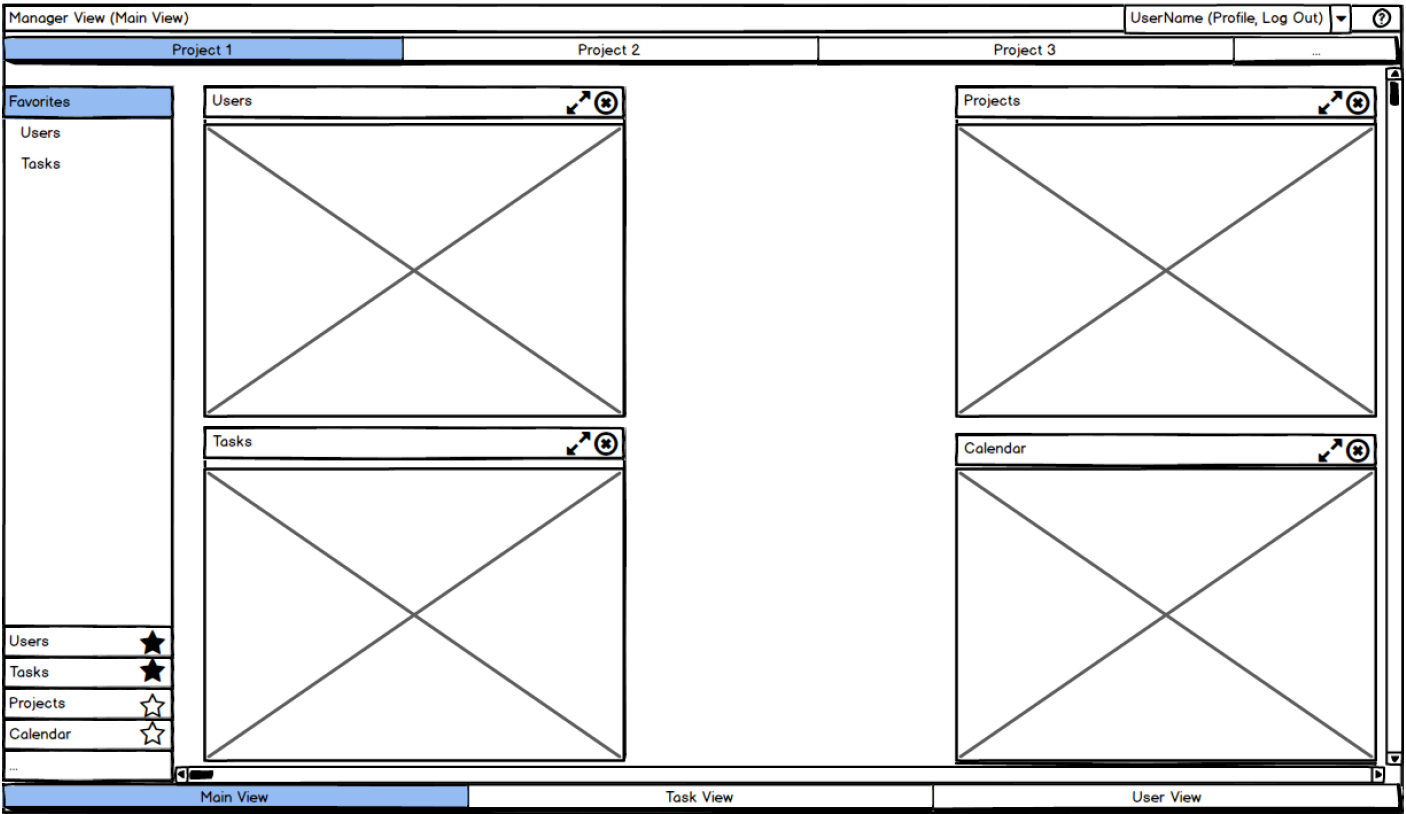 Manager View (Main View)
UserName (Profile, Log Out)
?
Project 1
Project 2
Project 3
...
Favorites
Users
Tasks
Users
Projects
Tasks
Calendar
Users
Tasks
Projects
Calendar
...
Main View
Task View
User View